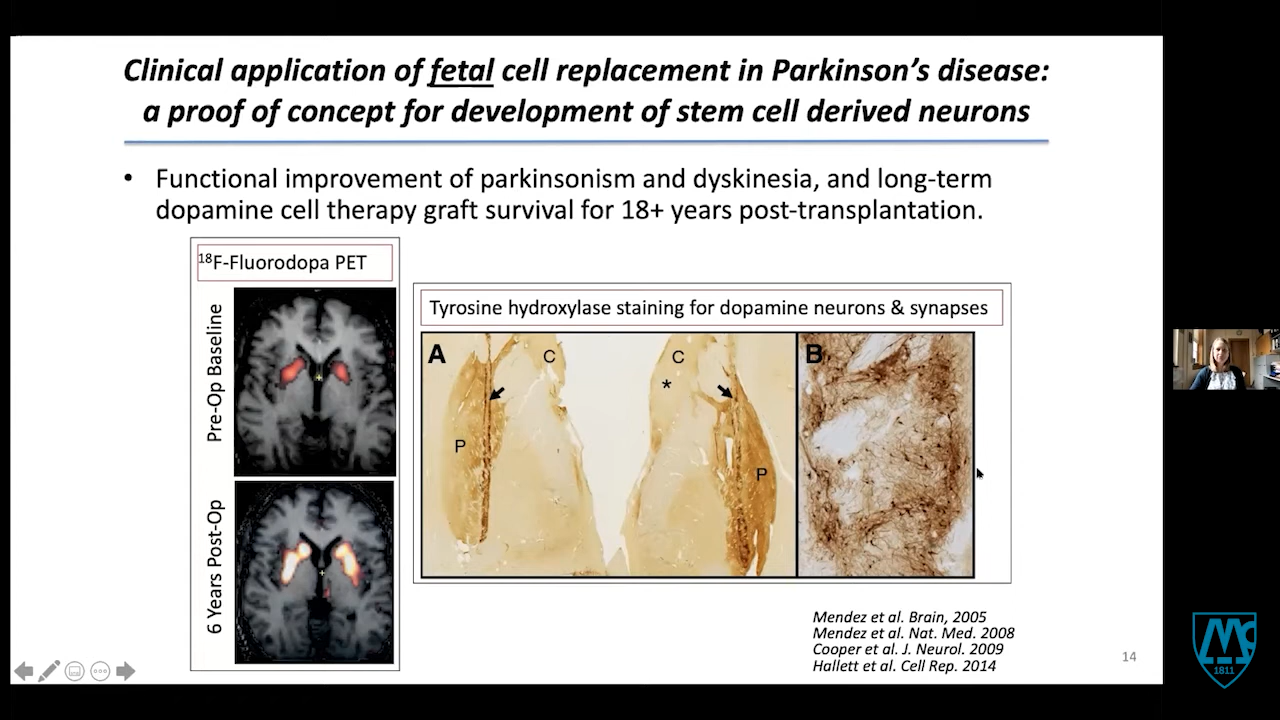 Clinical application of fetal cell replacement in Parkinson's disease:
a proof of concept for development of stem cell derived neurons
• Functional improvement of parkinsonism and dyskinesia, and long-term
dopamine cell therapy graft survival for 18+ years post-transplantation.
18F-Fluorodopa PET
Pre-Op Baseline
6 Years Post-Op
Tyrosine hydroxylase staining for dopamine neurons & synapses
A
C
C
*
P
P
B
Mendez et al. Brain, 2005
Mendez et al. Nat. Med. 2008
Cooper et al. J. Neurol. 2009
Hallett et al. Cell Rep. 2014
14
1811